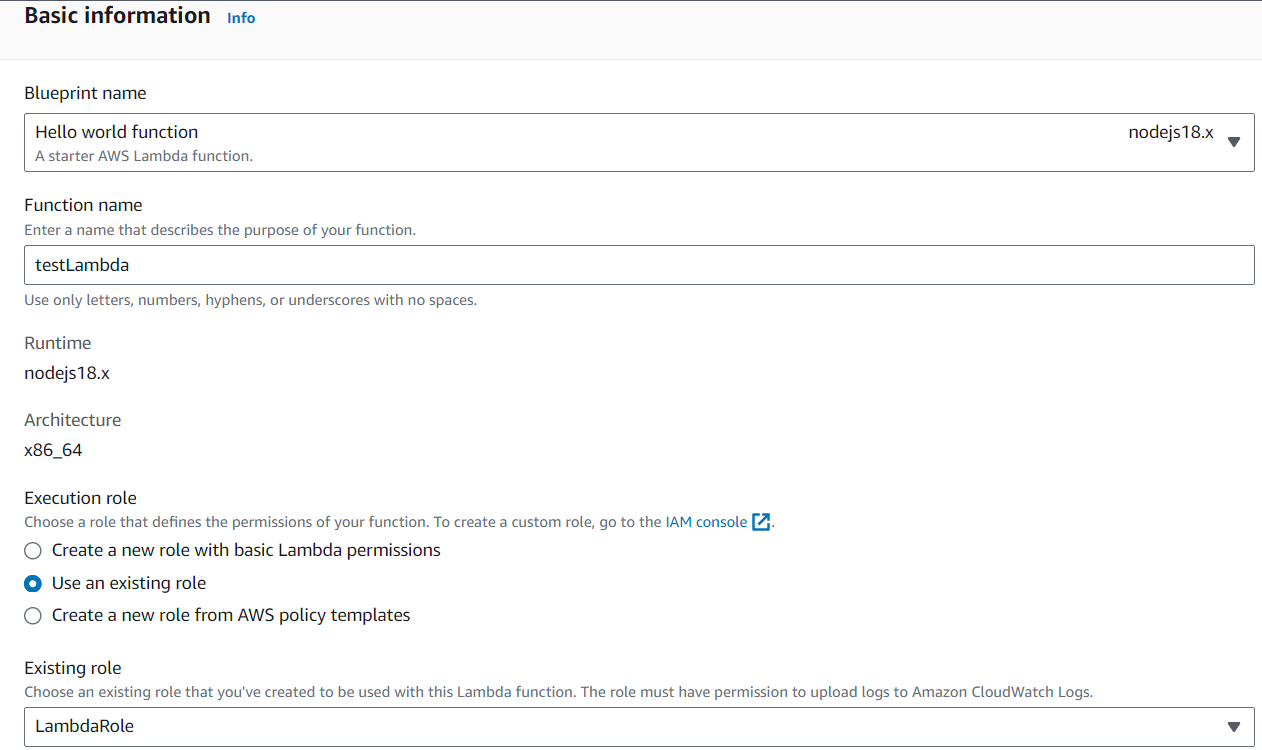 Basic information Info
Blueprint name
Hello world function nodejs18.x
A starter AWS Lambda function.
Function name
Enter a name that describes the purpose of your function.
testLambda
Use only letters, numbers, hyphens, or underscores with no spaces.
Runtime
nodejs18.x
Architecture
x86_64
Execution role
Choose a role that defines the permissions of your function. To create a custom role, go to the IAM console.
Create a new role with basic Lambda permissions
Use an existing role
Create a new role from AWS policy templates
Existing role
Choose an existing role that you've created to be used with this Lambda function. The role must have permission to upload logs to Amazon CloudWatch Logs.
LambdaRole